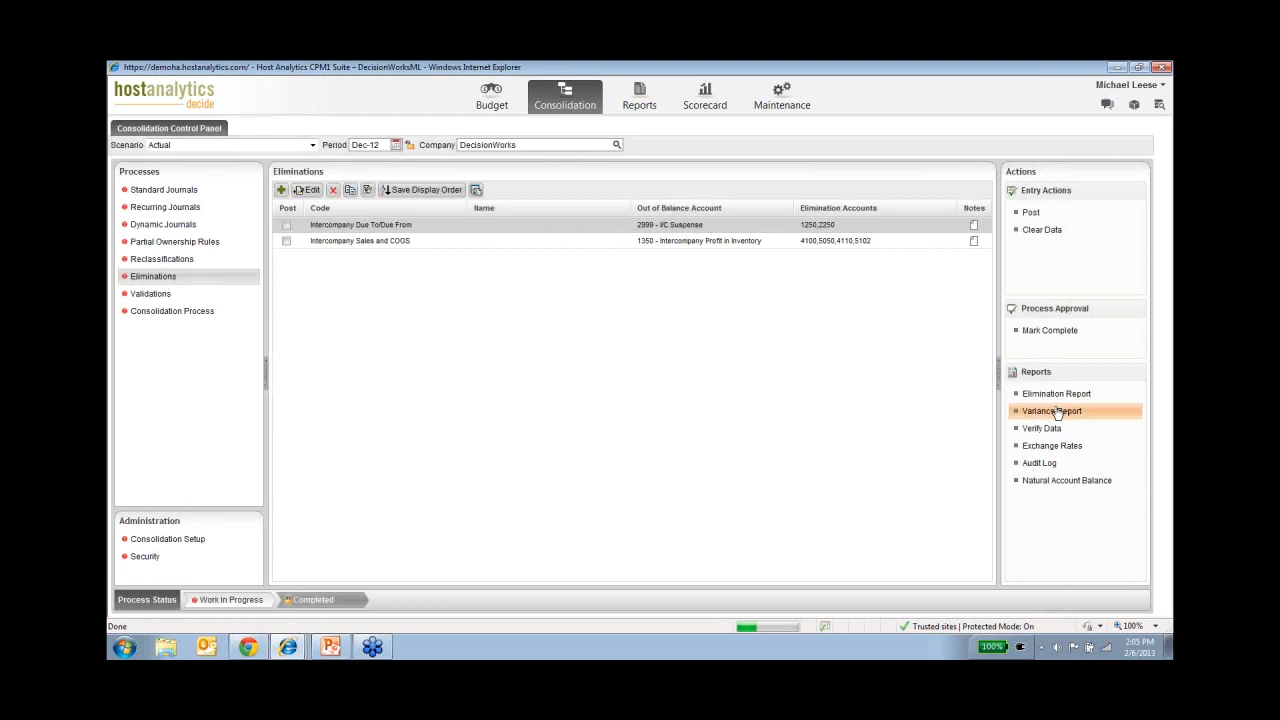 https://demoha.hostanalytics.com/ - Host Analytics CPM1 Suite – DecisionWorksML - Windows Internet Explorer
hostanalytics
decide
Budget
Consolidation
Reports
Scorecard
Maintenance
Michael Leese
Consolidation Control Panel
Scenario Actual Period Dec-12 Company DecisionWorks
Processes
Standard Journals
Recurring Journals
Dynamic Journals
Partial Ownership Rules
Reclassifications
Eliminations
Validations
Consolidation Process
Administration
Consolidation Setup
Security
Eliminations
Edit Save Display Order
Post Code Name Out of Balance Account Elimination Accounts Notes
Intercompany Due To/Due From 2999 - I/C Suspense 1250,2250
Intercompany Sales and COGS 1350 - Intercompany Profit in Inventory 4100,5050,4110,5102
Actions
Entry Actions
Post
Clear Data
Process Approval
Mark Complete
Reports
Elimination Report
Variance Report
Verify Data
Exchange Rates
Audit Log
Natural Account Balance
Process Status Work In Progress Completed
Done Trusted sites | Protected Mode: On 100%
100% 2:05 PM
2/6/2013